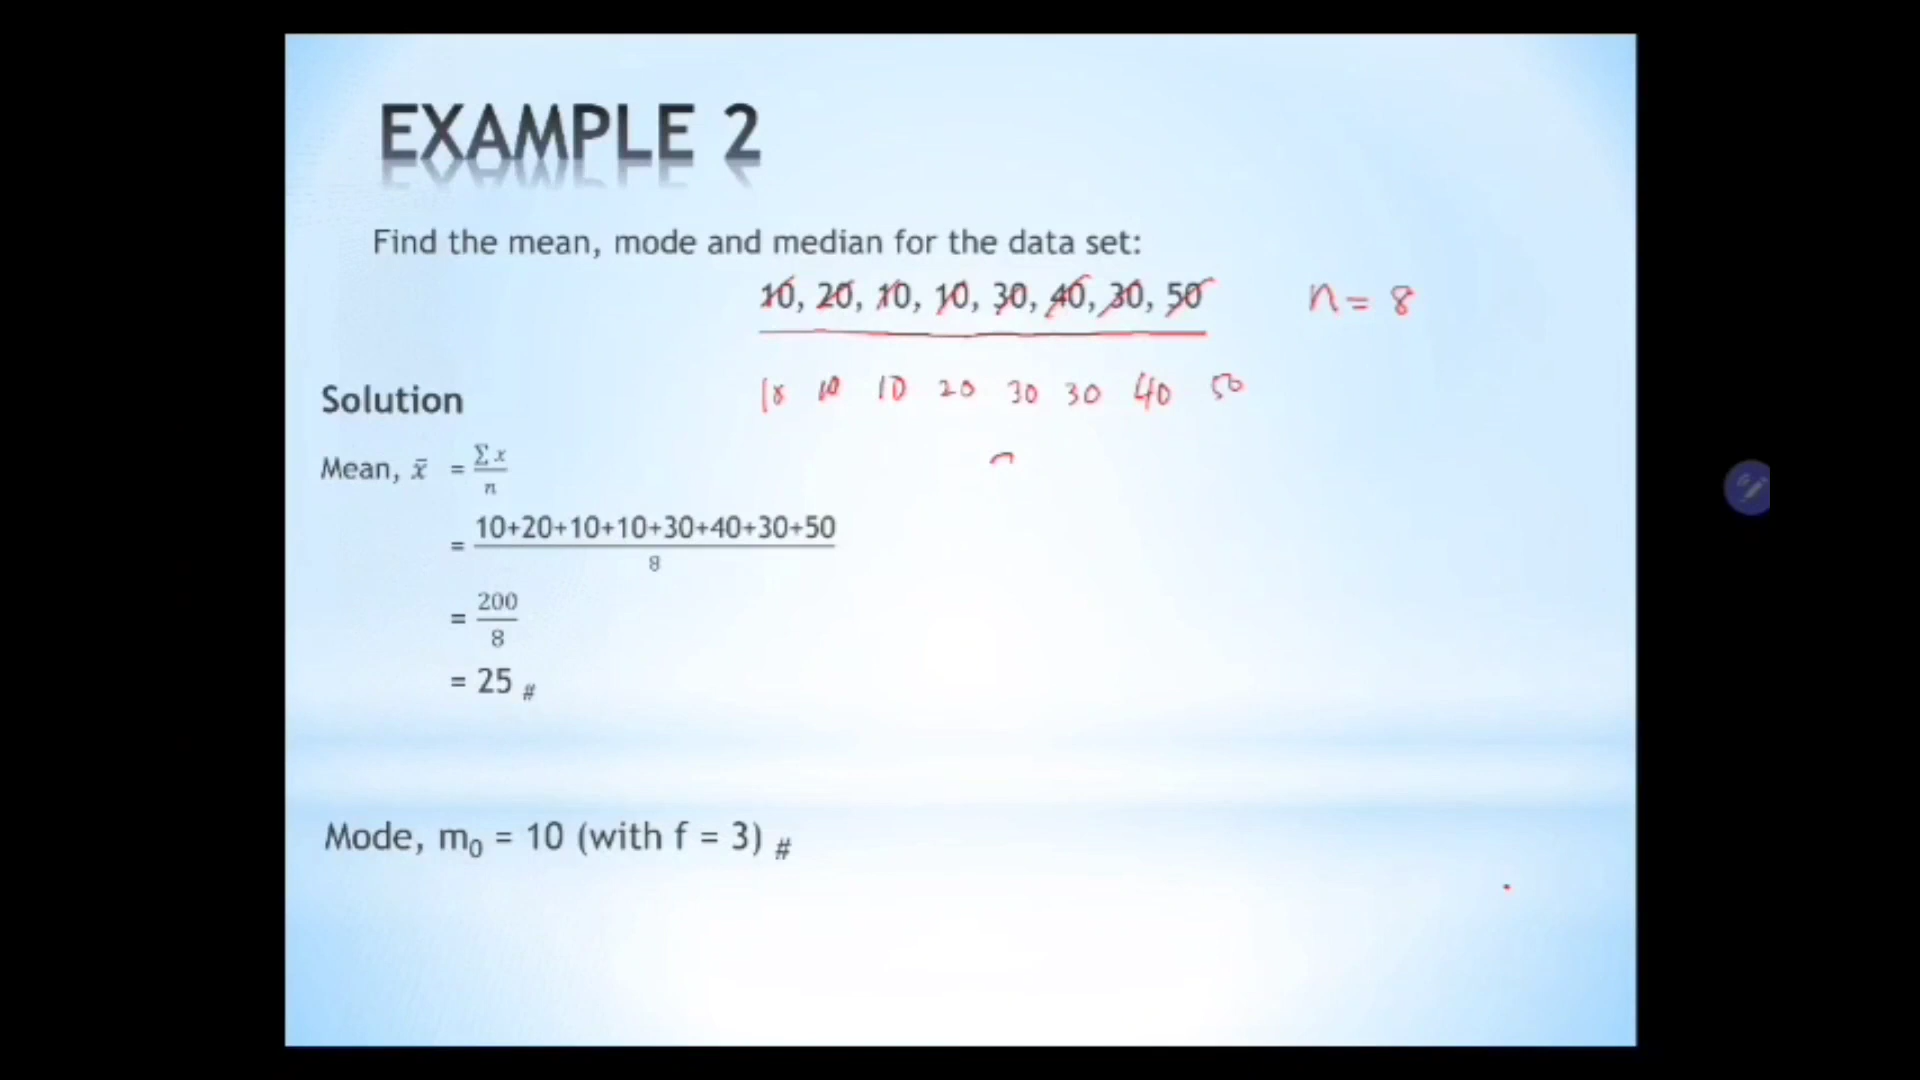 EXAMPLE 2
Find the mean, mode and median for the data set:
10, 20, 10, 10, 30, 40, 30, 50
n = 8
10 10 10 20 30 30 40 50
Solution
Mean, x̄ = ∑x/n
= 10+20+10+10+30+40+30+50/8
= 200/8
= 25 #
Mode, m₀ = 10 (with f = 3) #